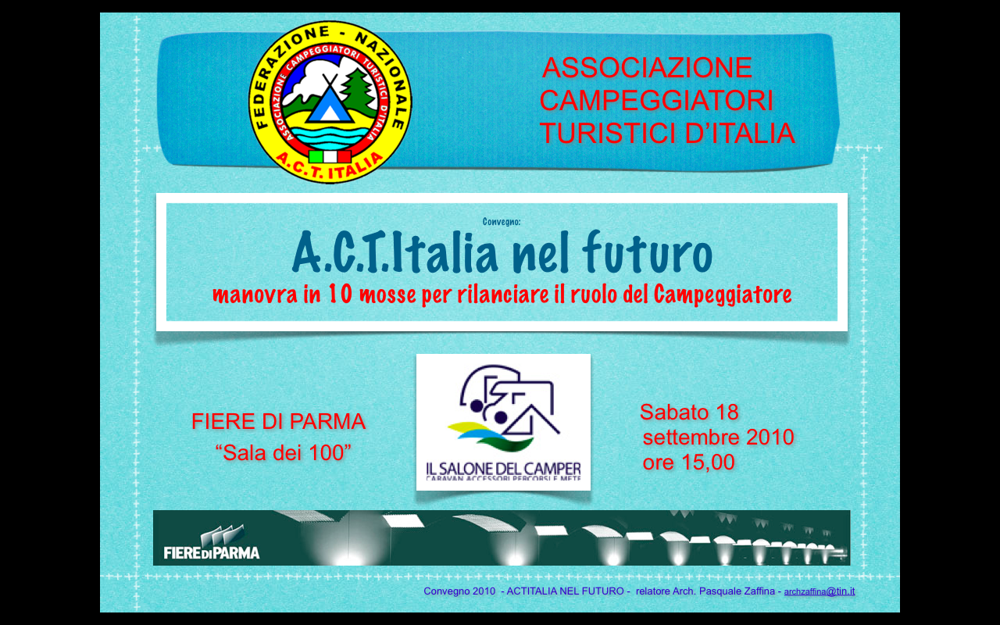 FEDERAZIONE - NAZIONALE
ASSOCIAZIONE CAMPEGGIATORI TURISTICI D'ITALIA
A.C.T. ITALIA
ASSOCIAZIONE
CAMPEGGIATORI
TURISTICI D’ITALIA
Convegno:
A.C.T.Italia nel futuro
manovra in 10 mosse per rilanciare il ruolo del Campeggiatore
FIERE DI PARMA
“Sala dei 100”
IL SALONE DEL CAMPER
CARAVAN ACCESSORI PERCORSI E METE
Sabato 18
settembre 2010
ore 15,00
FIERE DI PARMA
Convegno 2010 - ACTITALIA NEL FUTURO - relatore Arch. Pasquale Zaffina - archzaffina@tin.it